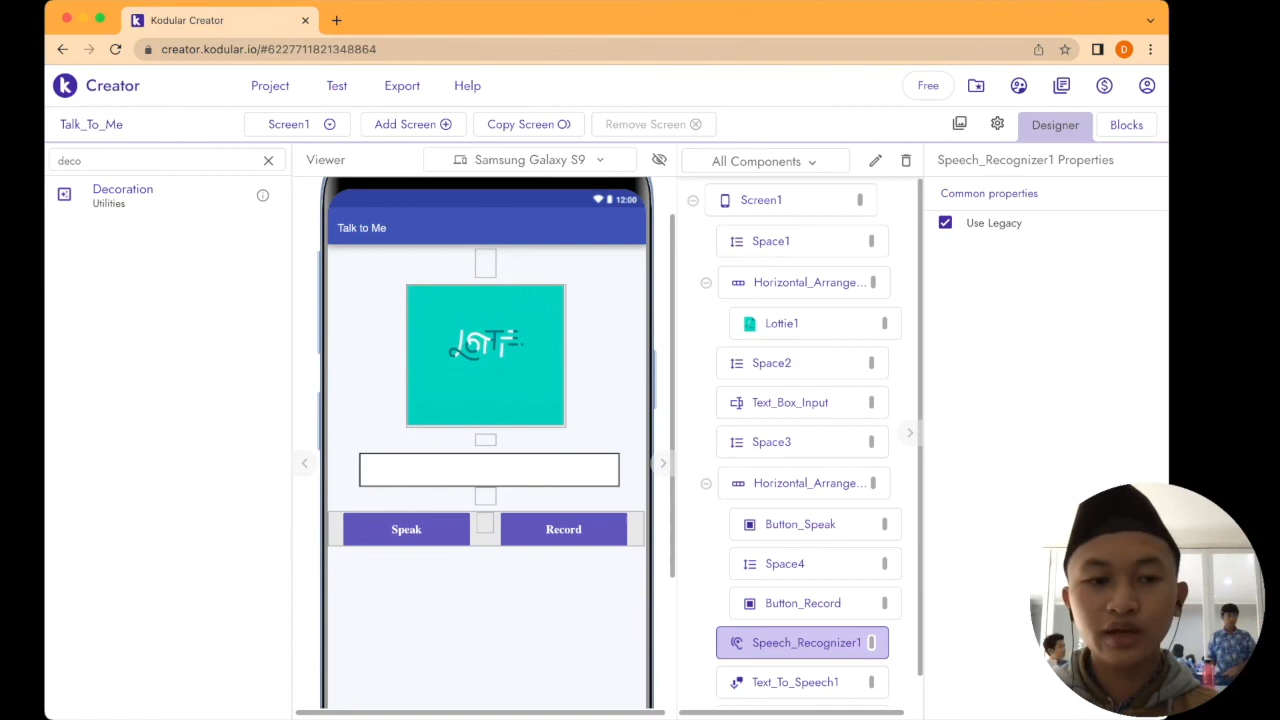 Kodular Creator
creator.kodular.io/#6227711821348864
D
Creator
Project
Test
Export
Help
Free
Talk_To_Me
Screen1
Add Screen
Copy Screen
Remove Screen
Designer
Blocks
deco
Viewer
Samsung Galaxy S9
All Components
Speech_Recognizer1 Properties
Decoration
Utilities
Common properties
Use Legacy
12:00
Talk to Me
Speak
Record
Screen1
Space1
Horizontal_Arrange...
Lottie1
Space2
Text_Box_Input
Space3
Horizontal_Arrange...
Button_Speak
Space4
Button_Record
Speech_Recognizer1
Text_To_Speech1